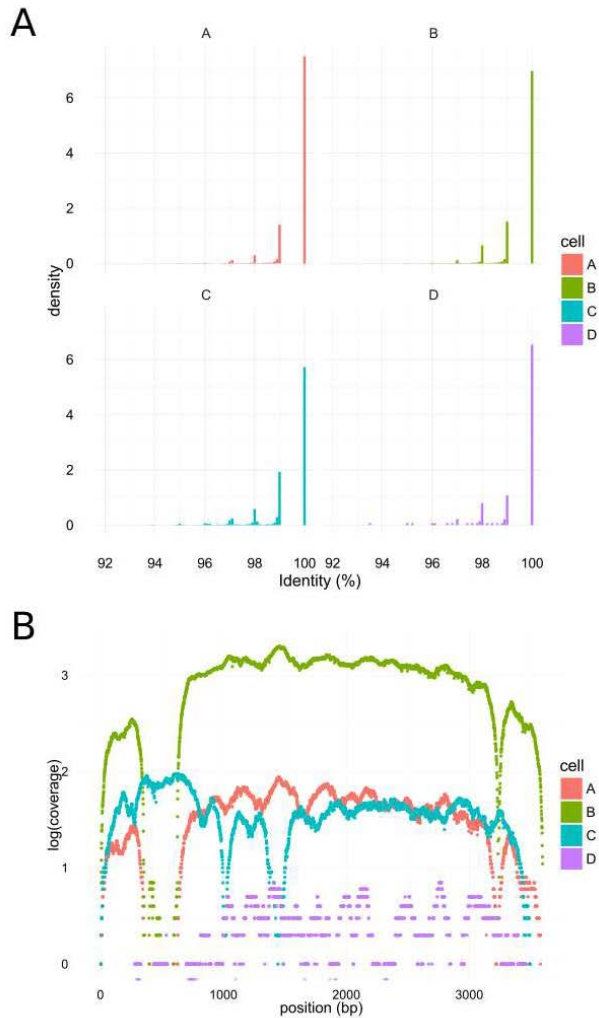 A
A B
6
4
2
0
density
cell
A
B
C
D
C D
6
4
2
0
92 94 96 98 100 92 94 96 98 100
Identity (%)
B
3
2
1
0
log(coverage)
cell
A
B
C
D
0 1000 2000 3000
position (bp)